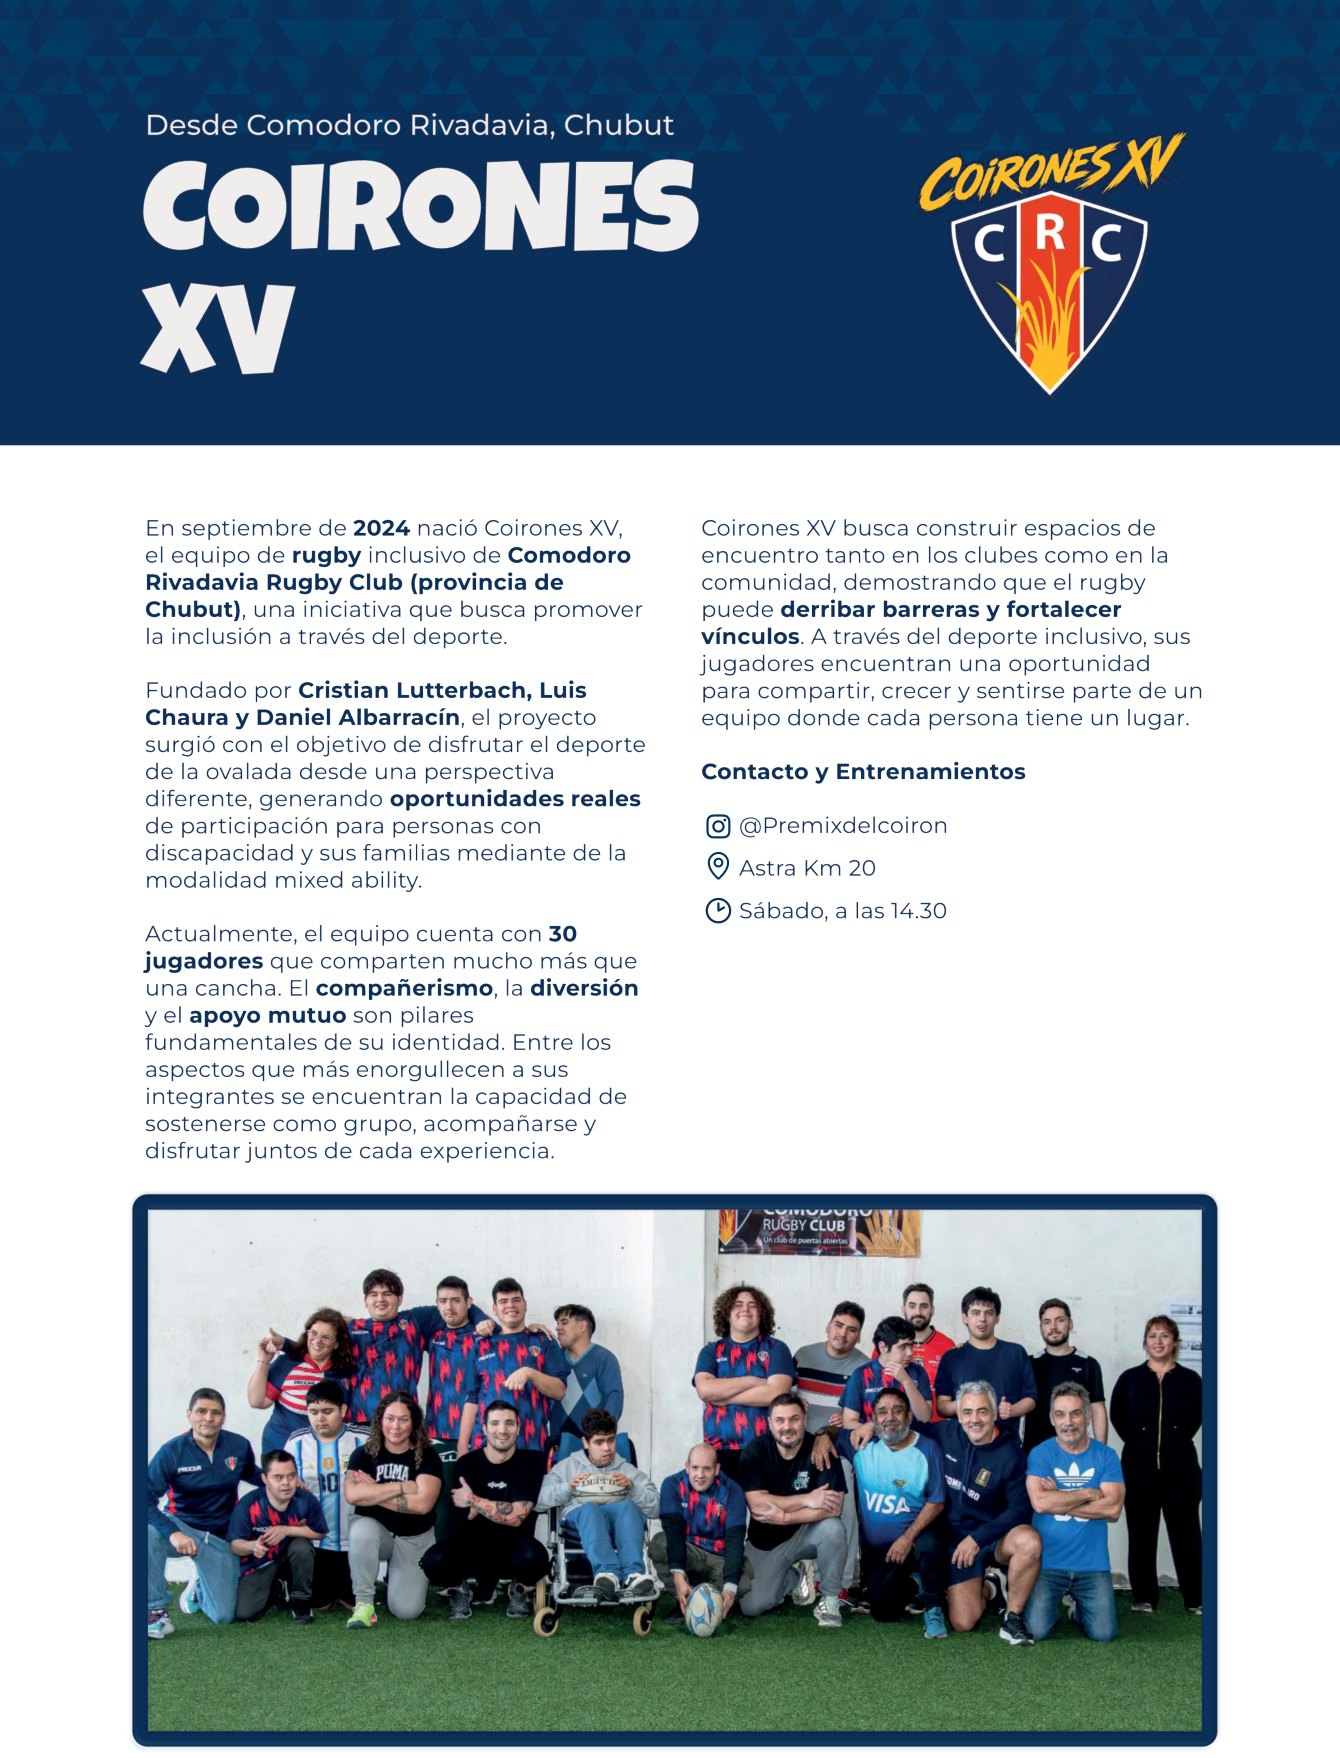 Desde Comodoro Rivadavia, Chubut
COIRONES
XV
COIRONES XV
C R C
En septiembre de 2024 nació Coirones XV,
el equipo de rugby inclusivo de Comodoro
Rivadavia Rugby Club (provincia de
Chubut), una iniciativa que busca promover
la inclusión a través del deporte.
Fundado por Cristian Lutterbach, Luis
Chaura y Daniel Albarracín, el proyecto
surgió con el objetivo de disfrutar el deporte
de la ovalada desde una perspectiva
diferente, generando oportunidades reales
de participación para personas con
discapacidad y sus familias mediante de la
modalidad mixed ability.
Actualmente, el equipo cuenta con 30
jugadores que comparten mucho más que
una cancha. El compañerismo, la diversión
y el apoyo mutuo son pilares
fundamentales de su identidad. Entre los
aspectos que más enorgullecen a sus
integrantes se encuentran la capacidad de
sostenerse como grupo, acompañarse y
disfrutar juntos de cada experiencia.
Coirones XV busca construir espacios de
encuentro tanto en los clubes como en la
comunidad, demostrando que el rugby
puede derribar barreras y fortalecer
vínculos. A través del deporte inclusivo, sus
jugadores encuentran una oportunidad
para compartir, crecer y sentirse parte de un
equipo donde cada persona tiene un lugar.
Contacto y Entrenamientos
@Premixdelcoiron
Astra Km 20
Sábado, a las 14.30
COMODORO
RUGBY CLUB
Un club de puertas abiertas
PUMA
VISA
adidas